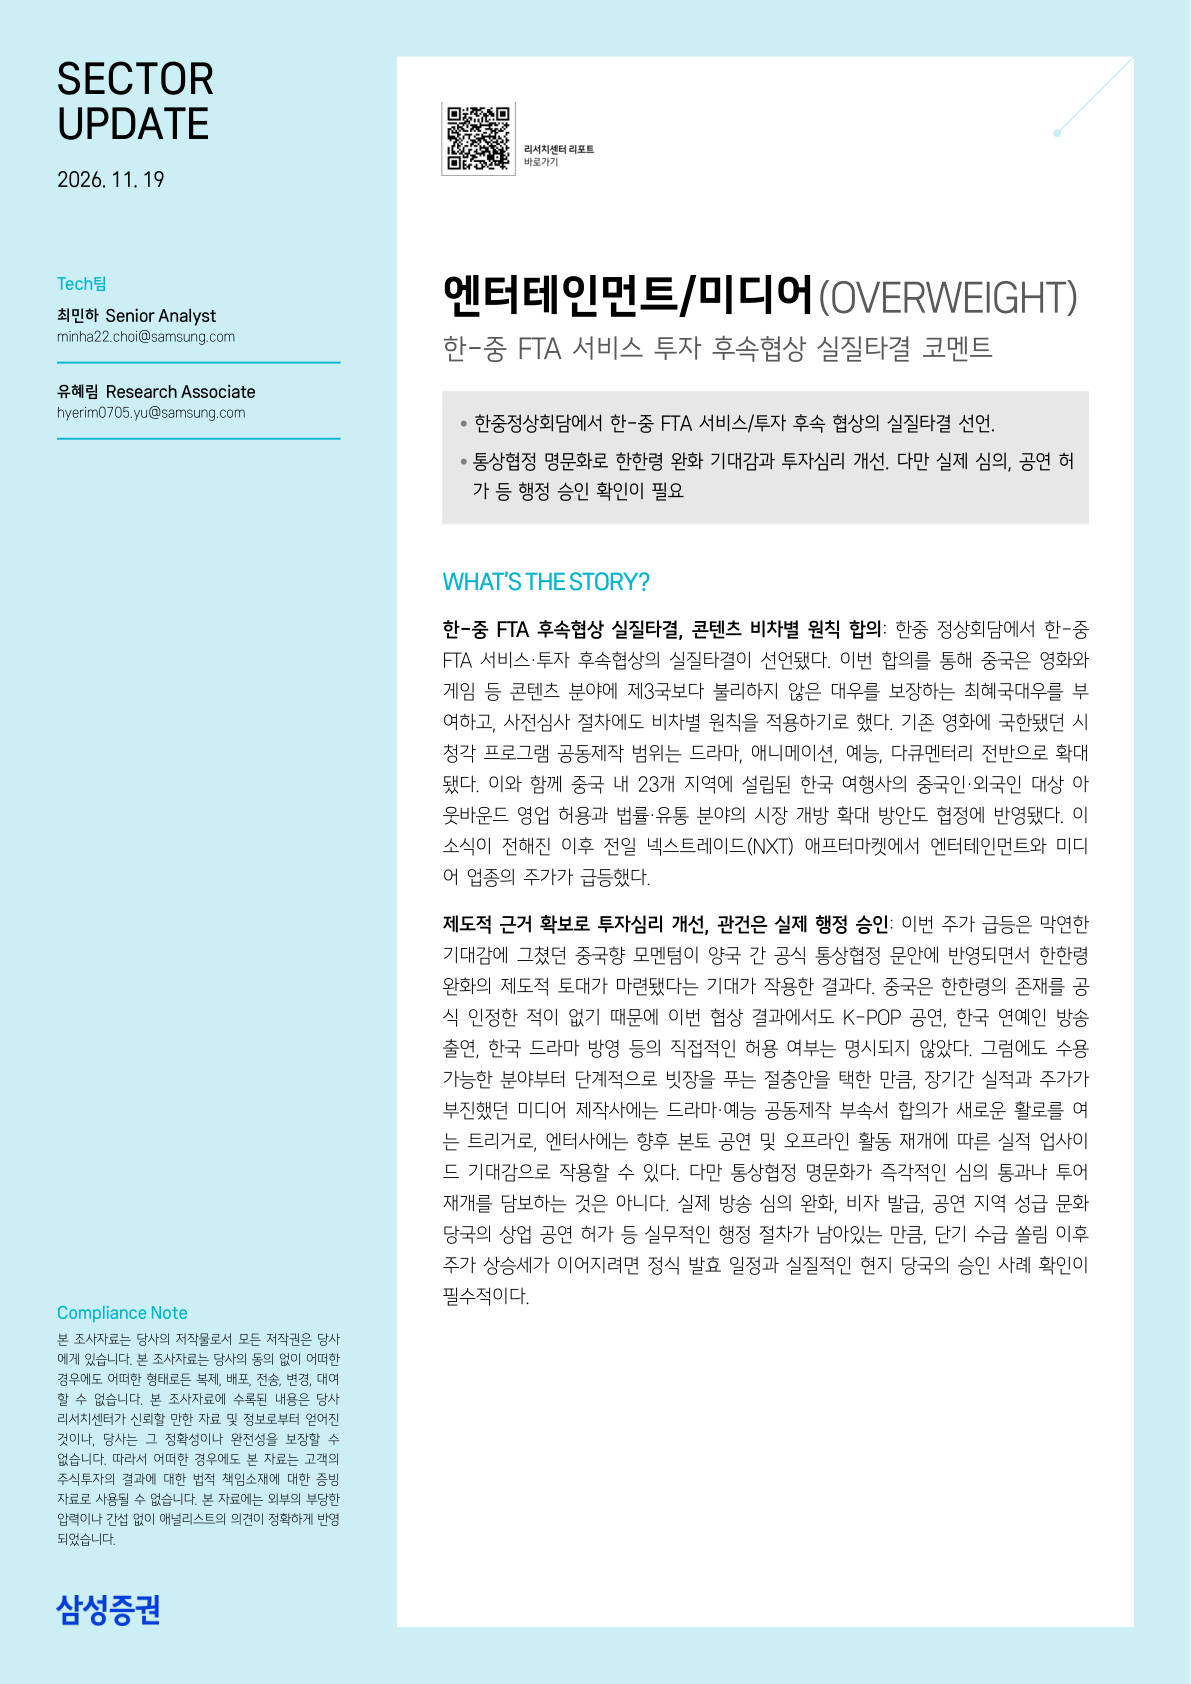 SECTOR
UPDATE
2026. 11. 19
Tech팀
최민하 Senior Analyst
minha22.choi@samsung.com
유혜림 Research Associate
hyerim0705.yu@samsung.com
리서치센터 리포트
바로가기
엔터테인먼트/미디어(OVERWEIGHT)
한-중 FTA 서비스 투자 후속협상 실질타결 코멘트
• 한중정상회담에서 한-중 FTA 서비스/투자 후속 협상의 실질타결 선언.
• 통상협정 명문화로 한한령 완화 기대감과 투자심리 개선. 다만 실제 심의, 공연 허
가 등 행정 승인 확인이 필요
WHAT'S THE STORY?
한-중 FTA 후속협상 실질타결, 콘텐츠 비차별 원칙 합의: 한중 정상회담에서 한-중
FTA 서비스·투자 후속협상의 실질타결이 선언됐다. 이번 합의를 통해 중국은 영화와
게임 등 콘텐츠 분야에 제3국보다 불리하지 않은 대우를 보장하는 최혜국대우를 부
여하고, 사전심사 절차에도 비차별 원칙을 적용하기로 했다. 기존 영화에 국한됐던 시
청각 프로그램 공동제작 범위는 드라마, 애니메이션, 예능, 다큐멘터리 전반으로 확대
됐다. 이와 함께 중국 내 23개 지역에 설립된 한국 여행사의 중국인·외국인 대상 아
웃바운드 영업 허용과 법률·유통 분야의 시장 개방 확대 방안도 협정에 반영됐다. 이
소식이 전해진 이후 전일 넥스트레이드(NXT) 애프터마켓에서 엔터테인먼트와 미디
어 업종의 주가가 급등했다.
제도적 근거 확보로 투자심리 개선, 관건은 실제 행정 승인: 이번 주가 급등은 막연한
기대감에 그쳤던 중국향 모멘텀이 양국 간 공식 통상협정 문안에 반영되면서 한한령
완화의 제도적 토대가 마련됐다는 기대가 작용한 결과다. 중국은 한한령의 존재를 공
식 인정한 적이 없기 때문에 이번 협상 결과에서도 K-POP 공연, 한국 연예인 방송
출연, 한국 드라마 방영 등의 직접적인 허용 여부는 명시되지 않았다. 그럼에도 수용
가능한 분야부터 단계적으로 빗장을 푸는 절충안을 택한 만큼, 장기간 실적과 주가가
부진했던 미디어 제작사에는 드라마·예능 공동제작 부속서 합의가 새로운 활로를 여
는 트리거로, 엔터사에는 향후 본토 공연 및 오프라인 활동 재개에 따른 실적 업사이
드 기대감으로 작용할 수 있다. 다만 통상협정 명문화가 즉각적인 심의 통과나 투어
재개를 담보하는 것은 아니다. 실제 방송 심의 완화, 비자 발급, 공연 지역 성급 문화
당국의 상업 공연 허가 등 실무적인 행정 절차가 남아있는 만큼, 단기 수급 쏠림 이후
주가 상승세가 이어지려면 정식 발효 일정과 실질적인 현지 당국의 승인 사례 확인이
필수적이다.
Compliance Note
본 조사자료는 당사의 저작물로서 모든 저작권은 당사
에게 있습니다. 본 조사자료는 당사의 동의 없이 어떠한
경우에도 어떠한 형태로든 복제, 배포, 전송, 변경, 대여
할 수 없습니다. 본 조사자료에 수록된 내용은 당사
리서치센터가 신뢰할 만한 자료 및 정보로부터 얻어진
것이나, 당사는 그 정확성이나 완전성을 보장할 수
없습니다. 따라서 어떠한 경우에도 본 자료는 고객의
주식투자의 결과에 대한 법적 책임소재에 대한 증빙
자료로 사용될 수 없습니다. 본 자료에는 외부의 부당한
압력이나 간섭 없이 애널리스트의 의견이 정확하게 반영
되었습니다.
삼성증권